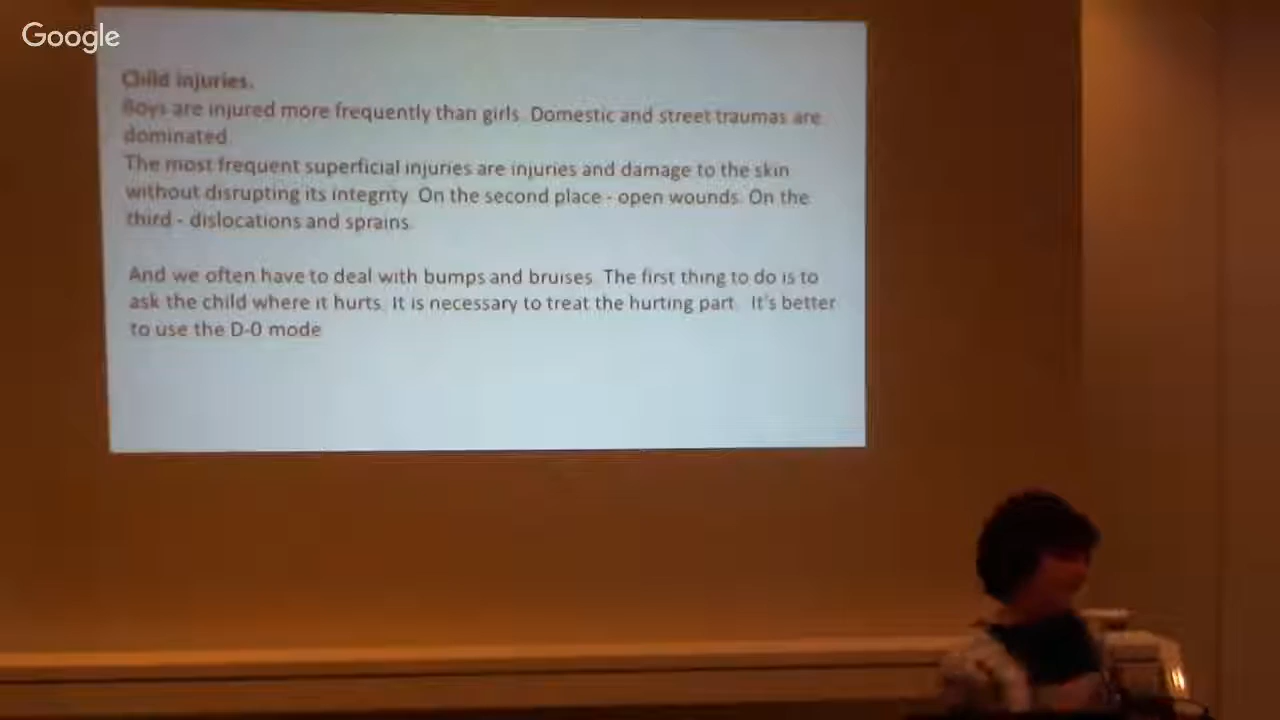 Google
Child injuries.
Boys are injured more frequently than girls. Domestic and street traumas are
dominated.
The most frequent superficial injuries are injuries and damage to the skin
without disrupting its integrity. On the second place - open wounds. On the
third - dislocations and sprains.
And we often have to deal with bumps and bruises. The first thing to do is to
ask the child where it hurts. It is necessary to treat the hurting part. It's better
to use the D-0 mode